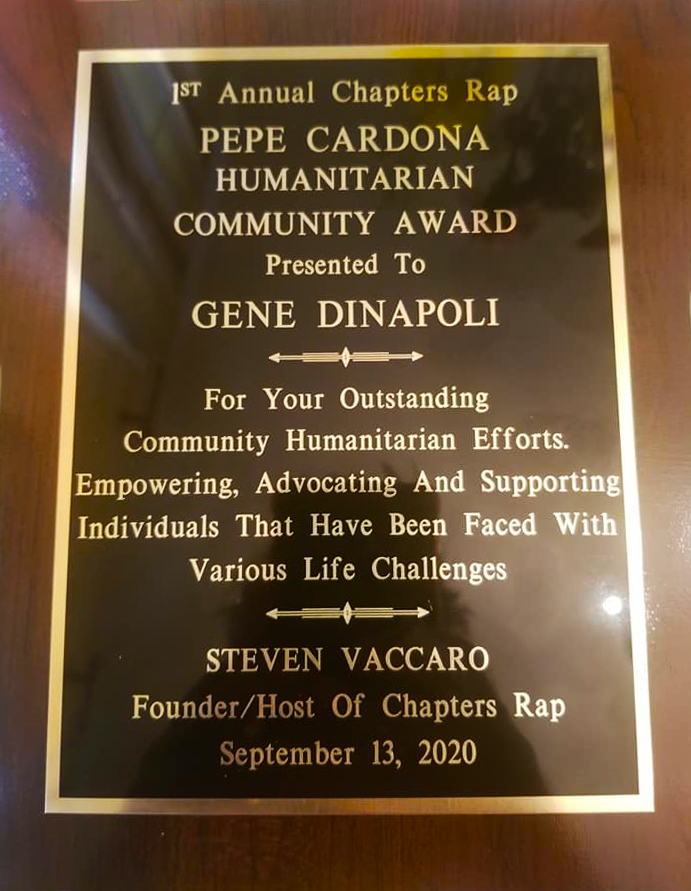 1ST Annual Chapters Rap
PEPE CARDONA
HUMANITARIAN
COMMUNITY AWARD
Presented To
GENE DINAPOLI
For Your Outstanding
Community Humanitarian Efforts.
Empowering, Advocating And Supporting
Individuals That Have Been Faced With
Various Life Challenges
STEVEN VACCARO
Founder/Host Of Chapters Rap
September 13, 2020